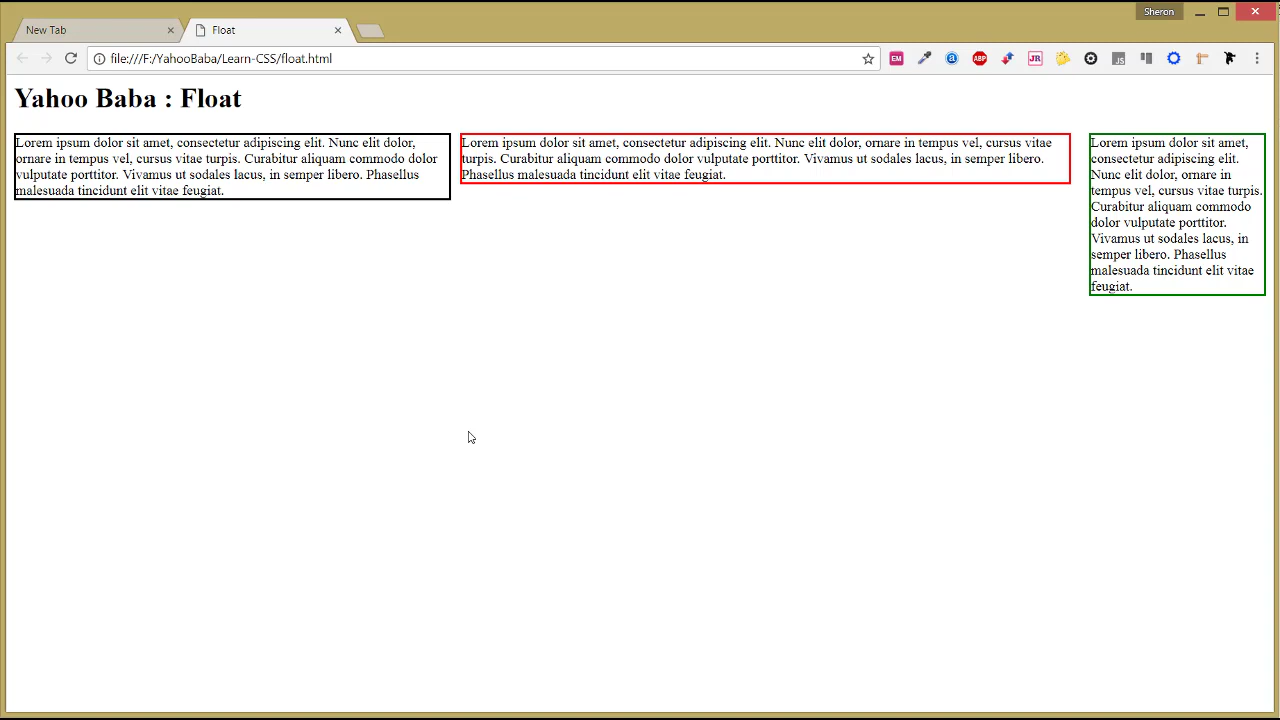 Sheron
New Tab
Float
file:///F:/YahooBaba/Learn-CSS/float.html
EM
a
ABP
JR
JS
Yahoo Baba : Float
Lorem ipsum dolor sit amet, consectetur adipiscing elit. Nunc elit dolor,
ornare in tempus vel, cursus vitae turpis. Curabitur aliquam commodo dolor
vulputate porttitor. Vivamus ut sodales lacus, in semper libero. Phasellus
malesuada tincidunt elit vitae feugiat.
Lorem ipsum dolor sit amet, consectetur adipiscing elit. Nunc elit dolor, ornare in tempus vel, cursus vitae
turpis. Curabitur aliquam commodo dolor vulputate porttitor. Vivamus ut sodales lacus, in semper libero.
Phasellus malesuada tincidunt elit vitae feugiat.
Lorem ipsum dolor sit amet,
consectetur adipiscing elit.
Nunc elit dolor, ornare in
tempus vel, cursus vitae turpis.
Curabitur aliquam commodo
dolor vulputate porttitor.
Vivamus ut sodales lacus, in
semper libero. Phasellus
malesuada tincidunt elit vitae
feugiat.